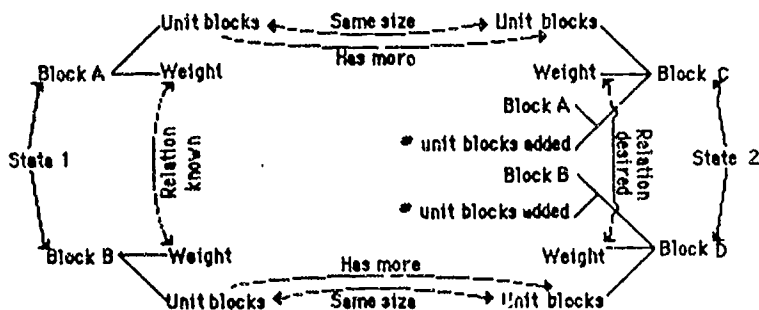 Unit blocks Same size Unit blocks
Has more
Block A Weight Weight Block C
Block A
# unit blocks added
State 1 Relation known Relation desired State 2
Block B
# unit blocks added
Block B Weight Weight Block D
Has more
Unit blocks Same size Unit blocks